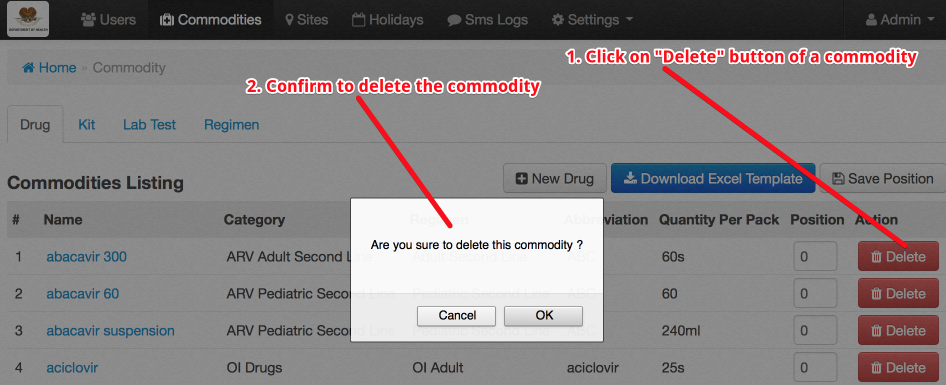 DEPARTMENT OF HEALTH
Users
Commodities
Sites
Holidays
Sms Logs
Settings
Admin
1. Click on "Delete" button of a commodity
Home » Commodity
2. Confirm to delete the commodity
Drug
Kit
Lab Test
Regimen
Commodities Listing
New Drug
Download Excel Template
Save Position
# Name Category Regimen Abbreviation Quantity Per Pack Position Action
Are you sure to delete this commodity ?
1 abacavir 300 ARV Adult Second Line Adult Second Line ABC 60s 0 Delete
2 abacavir 60 ARV Pediatric Second Line Pediatric Second Line ABC 60 0 Delete
Cancel
OK
3 abacavir suspension ARV Pediatric Second Line Pediatric Second Line ABC 240ml 0 Delete
4 aciclovir OI Drugs OI Adult aciclovir 25s 0 Delete